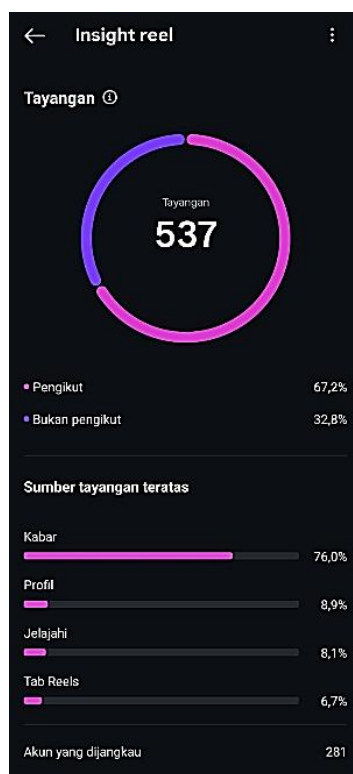 Insight reel
Tayangan
Tayangan
537
Pengikut 67,2%
Bukan pengikut 32,8%
Sumber tayangan teratas
Kabar
76,0%
Profil
8,9%
Jelajahi
8,1%
Tab Reels
6,7%
Akun yang dijangkau 281